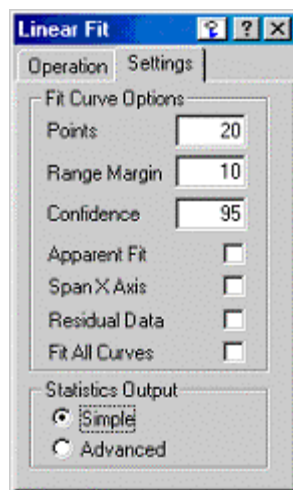 Linear Fit
Operation Settings
Fit Curve Options
Points 20
Range Margin 10
Confidence 95
Apparent Fit
Span X Axis
Residual Data
Fit All Curves
Statistics Output
Simple
Advanced